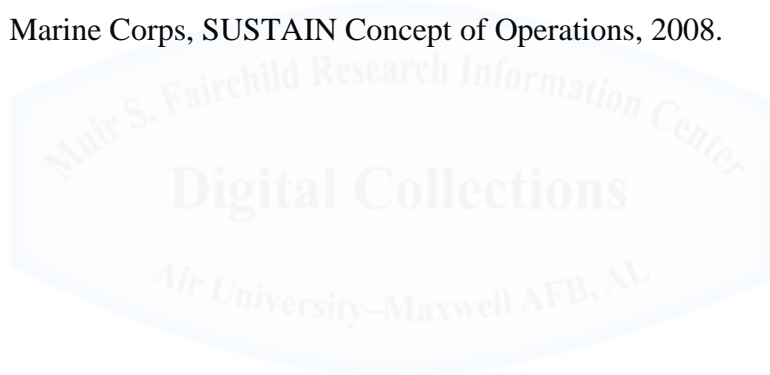 Marine Corps, SUSTAIN Concept of Operations, 2008.
Muir S. Fairchild Research Information Center
Digital Collections
Air University–Maxwell AFB, AL